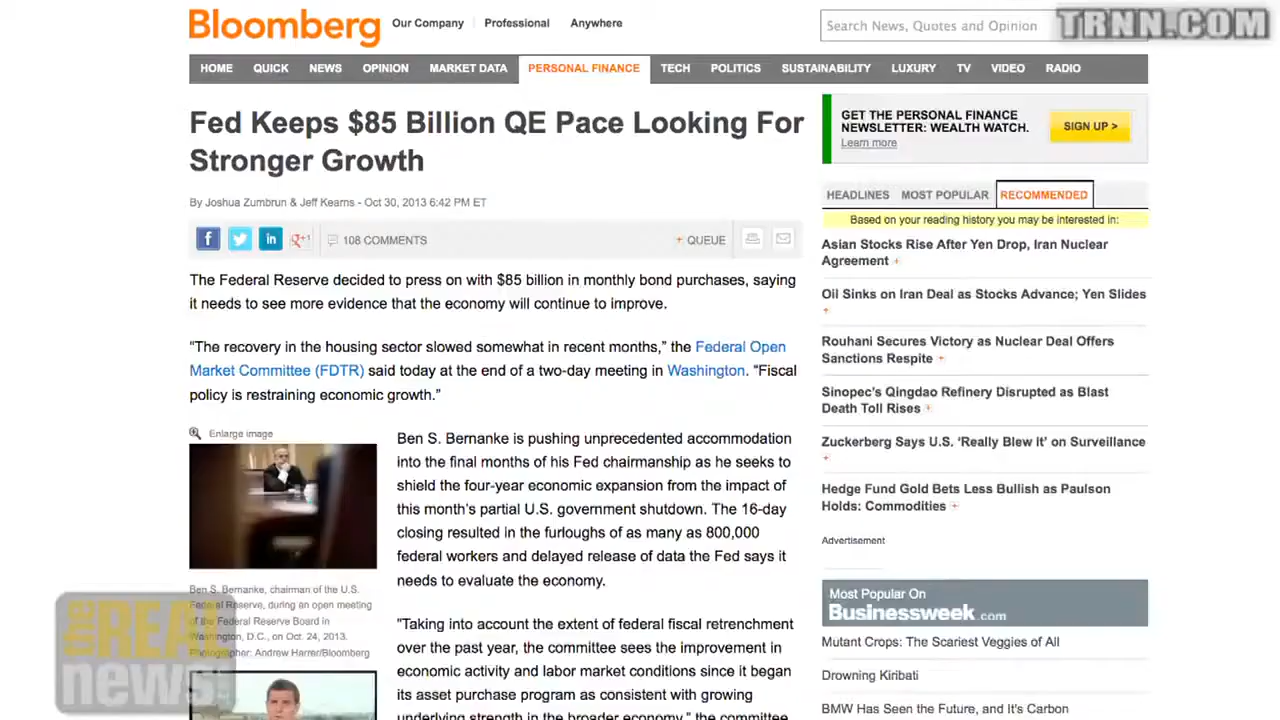 Bloomberg
Our Company
Professional
Anywhere
Search News, Quotes and Opinion
TRNN.COM
HOME
QUICK
NEWS
OPINION
MARKET DATA
PERSONAL FINANCE
TECH
POLITICS
SUSTAINABILITY
LUXURY
TV
VIDEO
RADIO
Fed Keeps $85 Billion QE Pace Looking For
Stronger Growth
By Joshua Zumbrun & Jeff Kearns - Oct 30, 2013 6:42 PM ET
f
in
g+1
108 COMMENTS
+ QUEUE
The Federal Reserve decided to press on with $85 billion in monthly bond purchases, saying
it needs to see more evidence that the economy will continue to improve.
“The recovery in the housing sector slowed somewhat in recent months,” the Federal Open
Market Committee (FDTR) said today at the end of a two-day meeting in Washington. “Fiscal
policy is restraining economic growth.”
Enlarge image
Ben S. Bernanke, chairman of the U.S.
Federal Reserve, during an open meeting
of the Federal Reserve Board in
Washington, D.C., on Oct. 24, 2013.
Photographer: Andrew Harrer/Bloomberg
Ben S. Bernanke is pushing unprecedented accommodation
into the final months of his Fed chairmanship as he seeks to
shield the four-year economic expansion from the impact of
this month’s partial U.S. government shutdown. The 16-day
closing resulted in the furloughs of as many as 800,000
federal workers and delayed release of data the Fed says it
needs to evaluate the economy.
“Taking into account the extent of federal fiscal retrenchment
over the past year, the committee sees the improvement in
economic activity and labor market conditions since it began
its asset purchase program as consistent with growing
underlying strength in the broader economy,” the committee
GET THE PERSONAL FINANCE
NEWSLETTER: WEALTH WATCH.
Learn more
SIGN UP >
HEADLINES
MOST POPULAR
RECOMMENDED
Based on your reading history you may be interested in:
Asian Stocks Rise After Yen Drop, Iran Nuclear
Agreement +
Oil Sinks on Iran Deal as Stocks Advance; Yen Slides
+
Rouhani Secures Victory as Nuclear Deal Offers
Sanctions Respite +
Sinopec’s Qingdao Refinery Disrupted as Blast
Death Toll Rises +
Zuckerberg Says U.S. ‘Really Blew It’ on Surveillance
+
Hedge Fund Gold Bets Less Bullish as Paulson
Holds: Commodities +
Advertisement
Most Popular On
Businessweek.com
Mutant Crops: The Scariest Veggies of All
Drowning Kiribati
BMW Has Seen the Future, and It's Carbon
the REAL
news